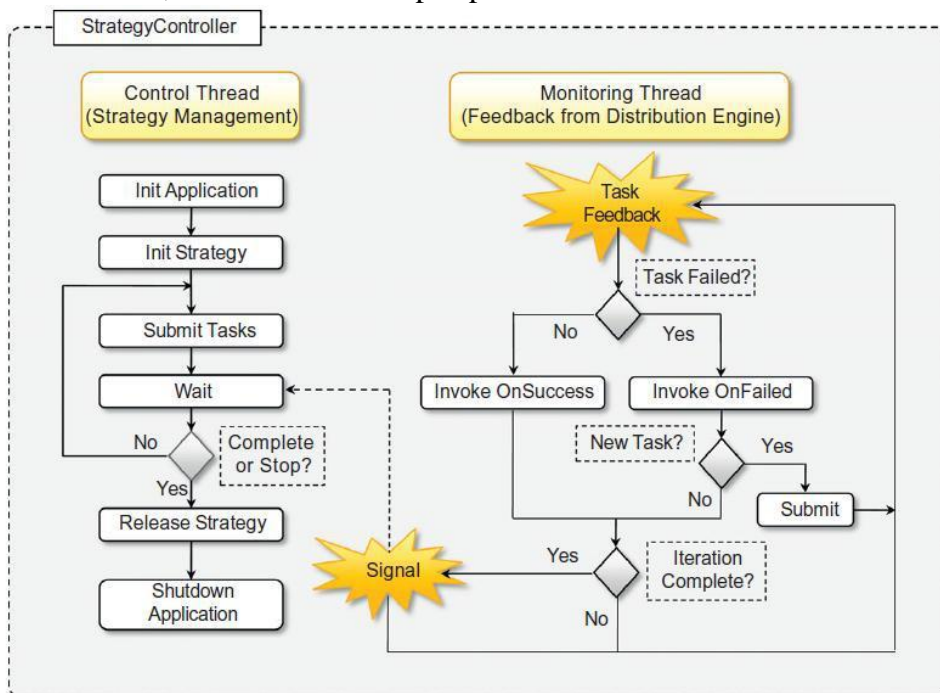 StrategyController
Control Thread
(Strategy Management)
Monitoring Thread
(Feedback from Distribution Engine)
Init Application
Init Strategy
Submit Tasks
Wait
No
Complete
or Stop?
Yes
Release Strategy
Shutdown
Application
Task
Feedback
Task Failed?
No
Yes
Invoke OnSuccess
Invoke OnFailed
New Task?
Yes
No
Submit
Yes
Iteration
Complete?
Signal
No